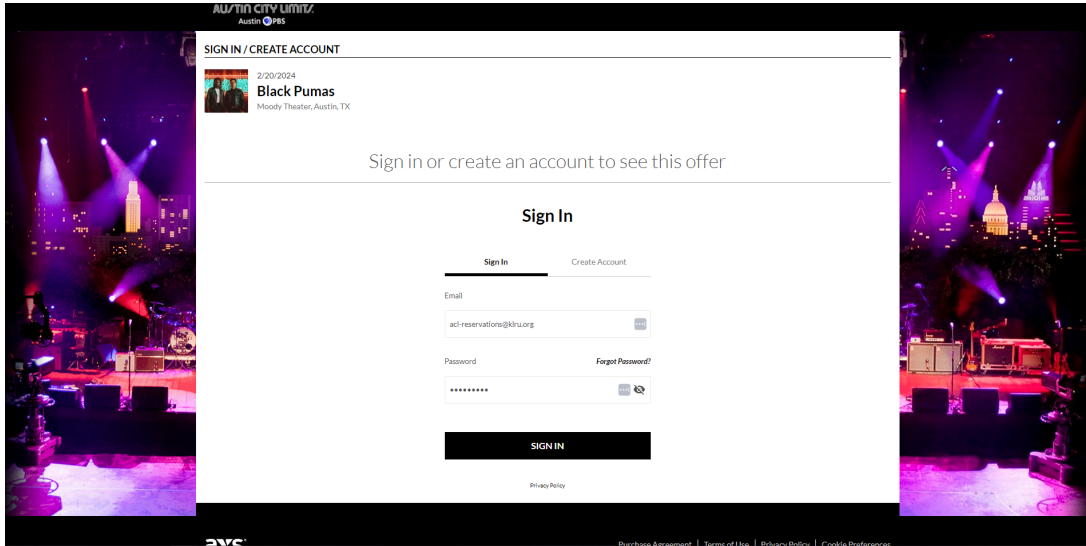 AUSTIN CITY LIMITS.
Austin PBS
SIGN IN / CREATE ACCOUNT
2/20/2024
Black Pumas
Moody Theater, Austin, TX
Sign in or create an account to see this offer
Sign In
Sign In Create Account
Email
acl-reservations@klru.org
Password Forgot Password?
•••••••••
SIGN IN
Privacy Policy
axs
Purchase Agreement | Terms of Use | Privacy Policy | Cookie Preferences